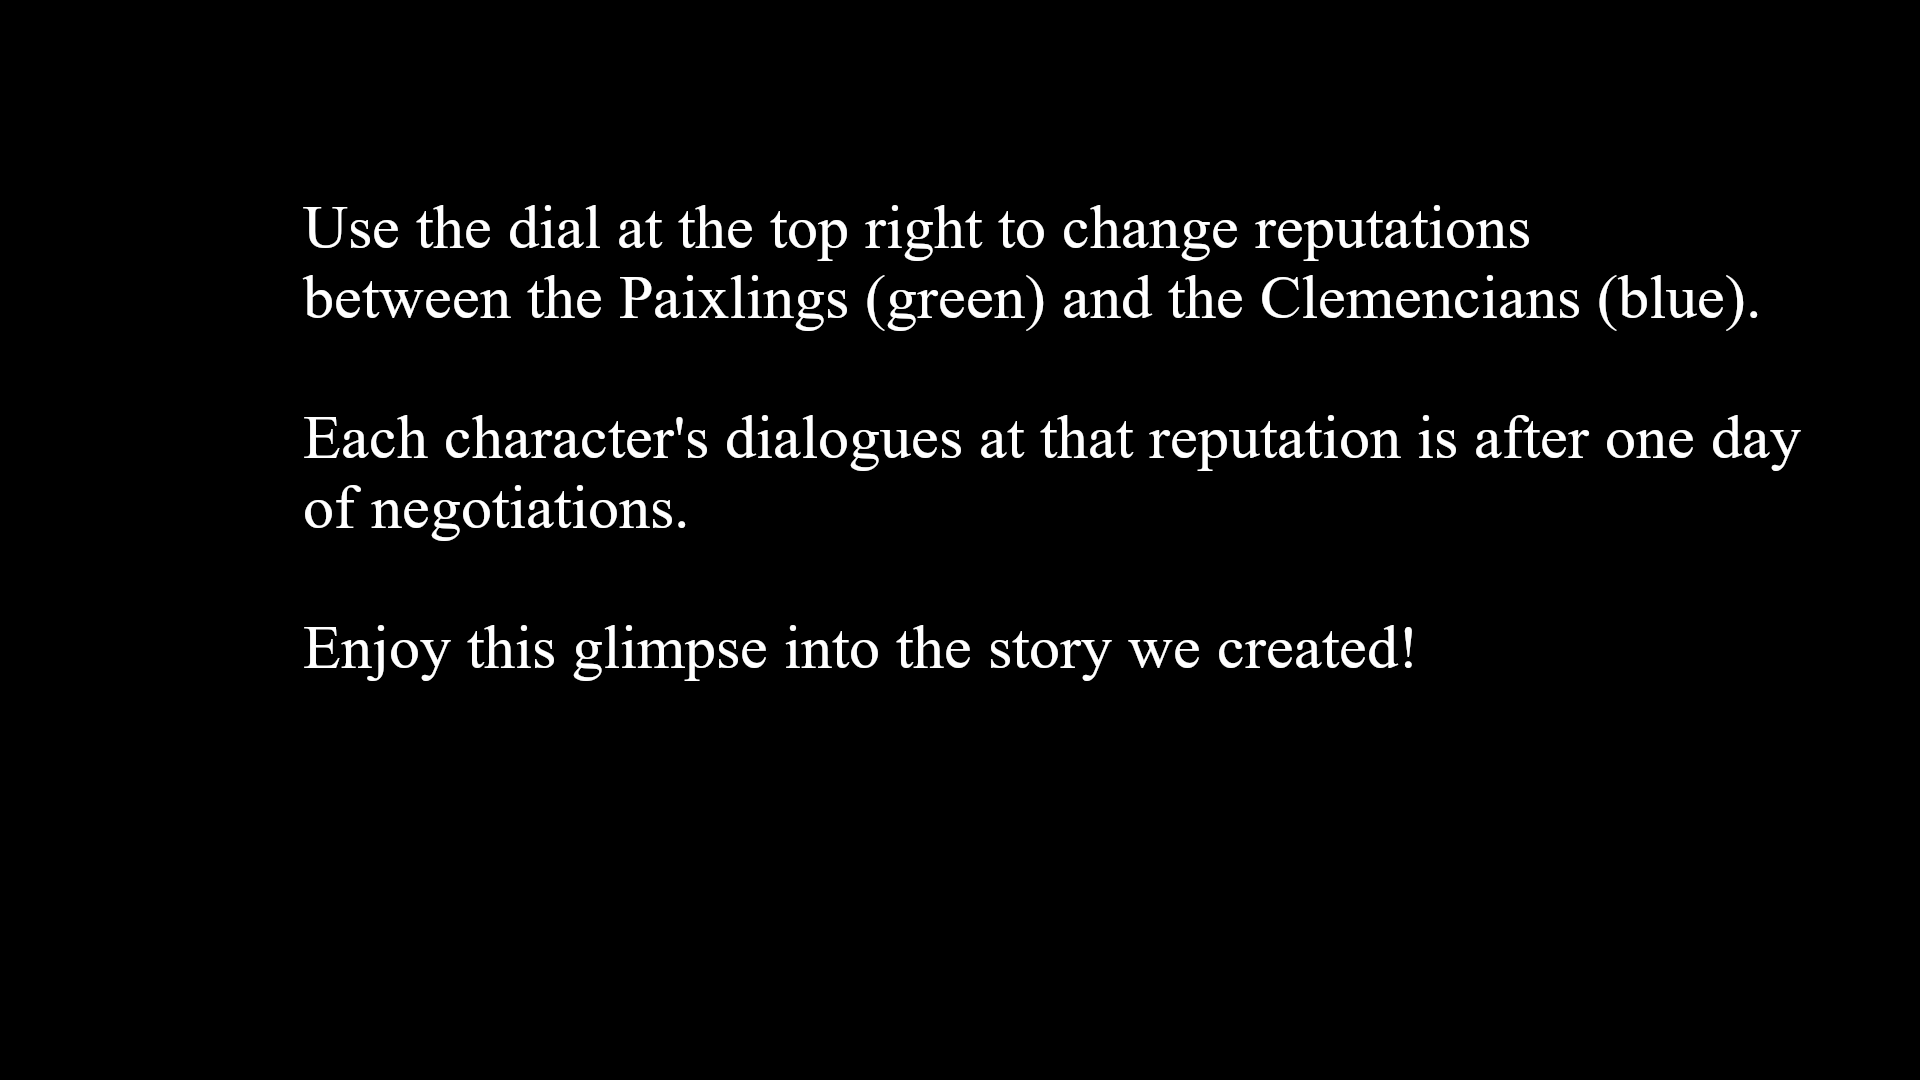 Use the dial at the top right to change reputations
between the Paixlings (green) and the Clemencians (blue).
Each character's dialogues at that reputation is after one day
of negotiations.
Enjoy this glimpse into the story we created!